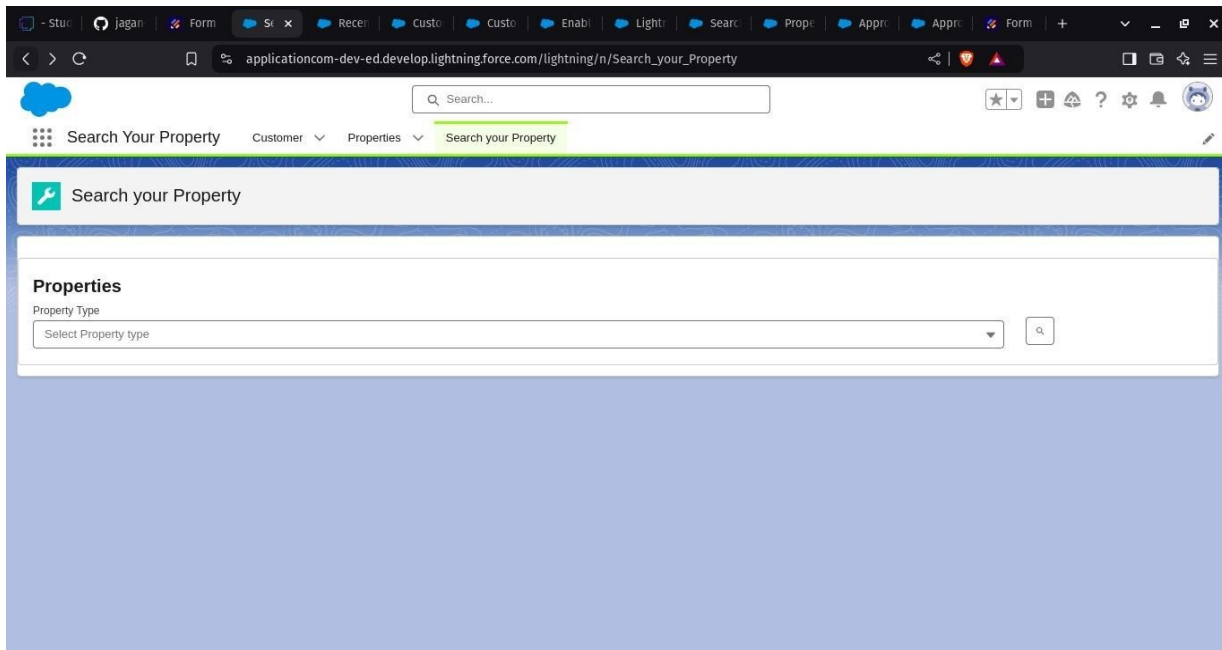 - Stuc jagan Form Se Recen Custo Custo Enabl Lightn Searc Prope Appro Appro Form
applicationcom-dev-ed.develop.lightning.force.com/lightning/n/Search_your_Property
Search...
Search Your Property Customer Properties Search your Property
Search your Property
Properties
Property Type
Select Property type